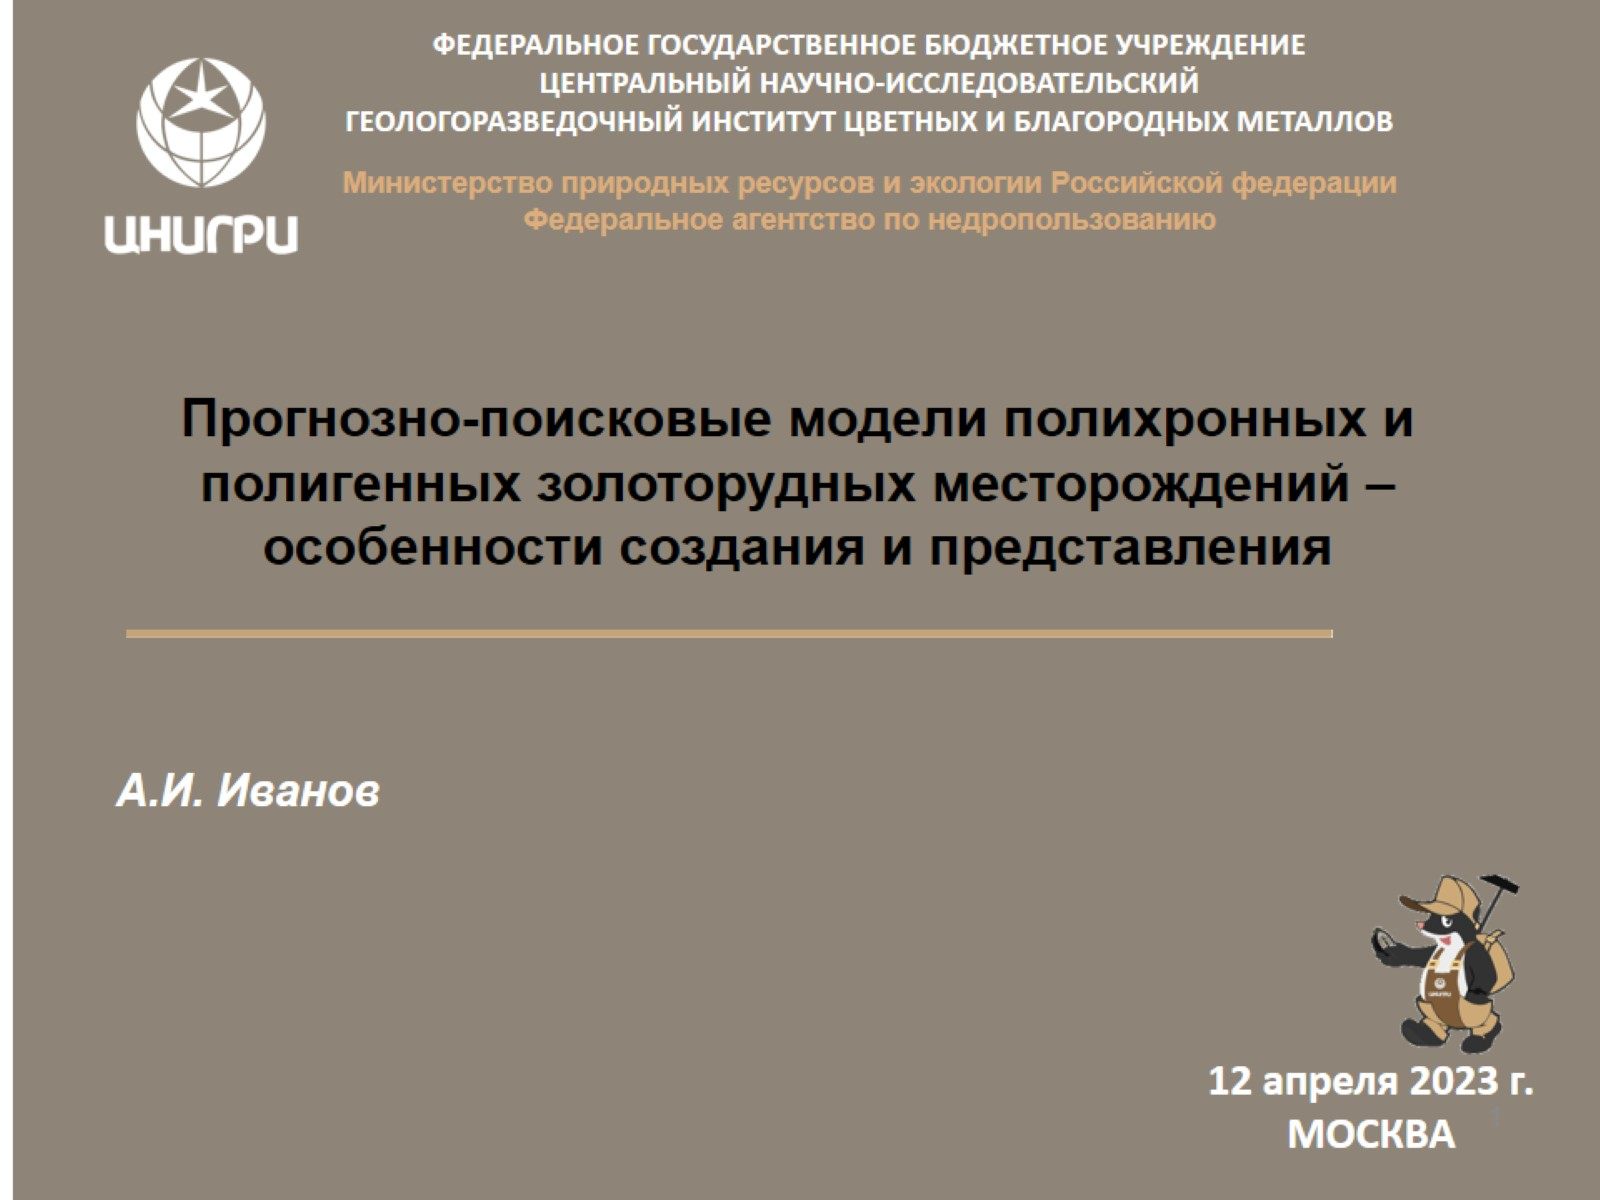 ФЕДЕРАЛЬНОЕ ГОСУДАРСТВЕННОЕ БЮДЖЕТНОЕ УЧРЕЖДЕНИЕ
ЦЕНТРАЛЬНЫЙ НАУЧНО-ИССЛЕДОВАТЕЛЬСКИЙ
ГЕОЛОГОРАЗВЕДОЧНЫЙ ИНСТИТУТ ЦВЕТНЫХ И БЛАГОРОДНЫХ МЕТАЛЛОВ
Министерство природных ресурсов и экологии Российской федерации
Федеральное агентство по недропользованию
ЦНИГРИ
Прогнозно-поисковые модели полихронных и
полигенных золоторудных месторождений –
особенности создания и представления
А.И. Иванов
ЦНИГРИ
12 апреля 2023 г.
МОСКВА